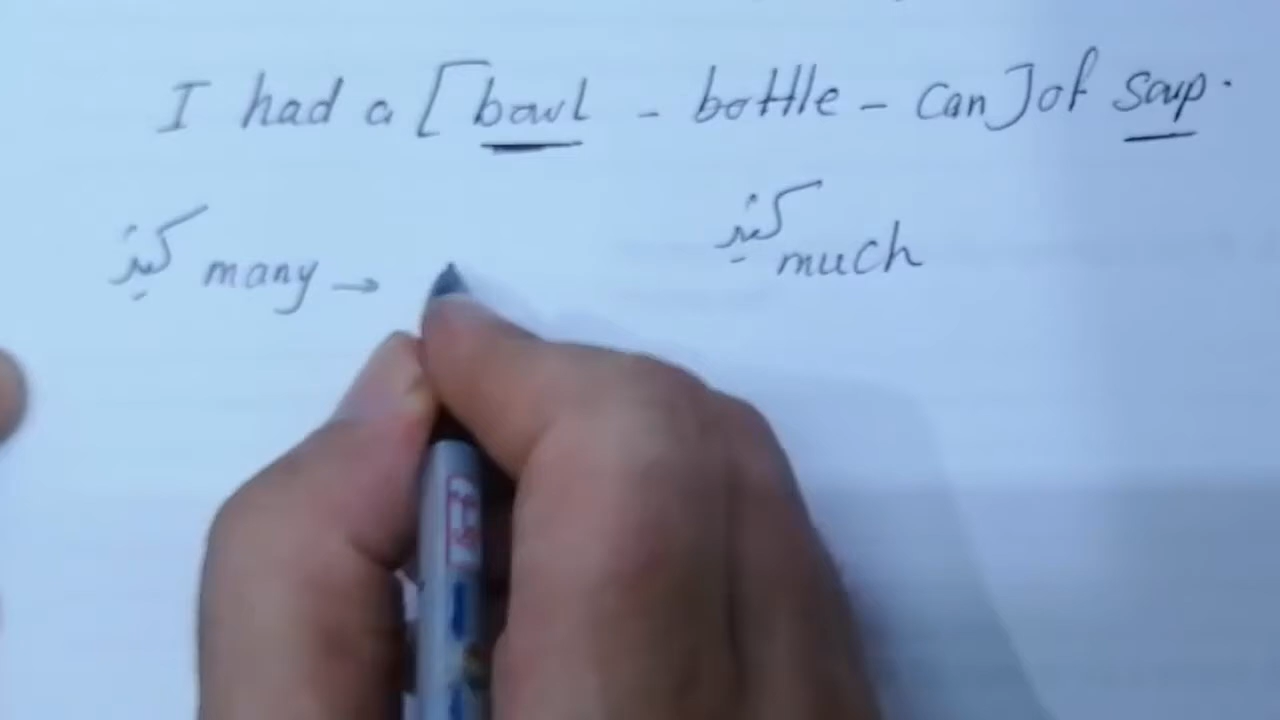 I had a [bowl - bottle - can] of soup.
كثير many → كثير much